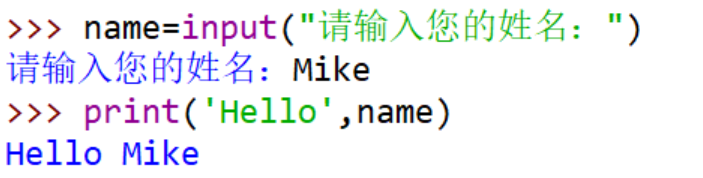 >>> name=input("请输入您的姓名：")
请输入您的姓名：Mike
>>> print('Hello',name)
Hello Mike